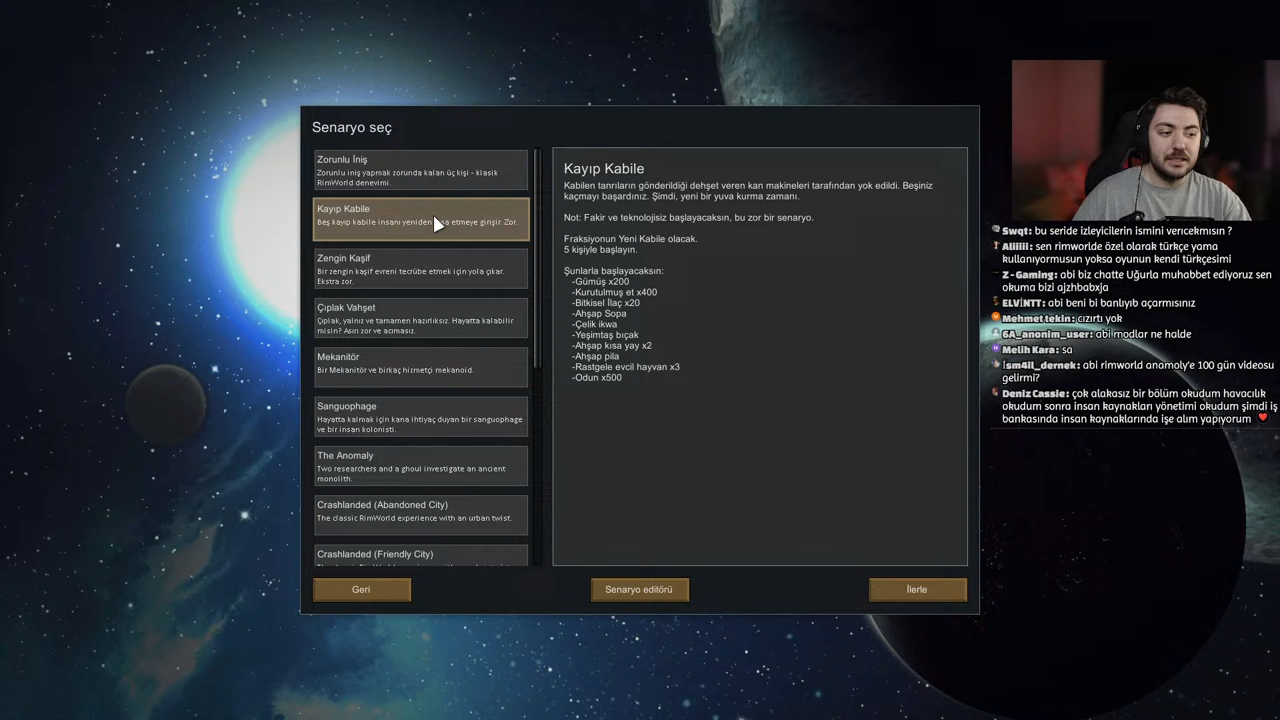 Senaryo seç
Zorunlu İniş
Zorunlu iniş yapmak zorunda kalan üç kişi - klasik
RimWorld denevimi.
Kayıp Kabile
Beş kayıp kabile insanı yeniden sa etmeye girişir. Zor.
Zengin Kaşif
Bir zengin kaşif evreni tecrübe etmek için yola çıkar.
Ekstra zor.
Çıplak Vahşet
Çıplak, yalnız ve tamamen hazırlıksız. Hayatta kalabilir
misin? Aşırı zor ve acımasız.
Mekanitör
Bir Mekanitör ve birkaç hizmetçi mekanoid.
Sanguophage
Hayatta kalmak için kana ihtiyaç duyan bir sanguophage
ve bir insan kolonisti.
The Anomaly
Two researchers and a ghoul investigate an ancient
monolith.
Crashlanded (Abandoned City)
The classic RimWorld experience with an urban twist.
Crashlanded (Friendly City)
Kayıp Kabile
Kabilen tanrıların gönderildiği dehşet veren kan makineleri tarafından yok edildi. Beşiniz
kaçmayı başardınız. Şimdi, yeni bir yuva kurma zamanı.
Not: Fakir ve teknolojisiz başlayacaksın, bu zor bir senaryo.
Fraksiyonun Yeni Kabile olacak.
5 kişiyle başlayın.
Şunlarla başlayacaksın:
-Gümüş x200
-Kurutulmuş et x400
-Bitkisel İlaç x20
-Ahşap Sopa
-Çelik ikwa
-Yeşimtaş bıçak
-Ahşap kısa yay x2
-Ahşap pila
-Rastgele evcil hayvan x3
-Odun x500
Geri
Senaryo editörü
İlerle
Swqt: bu seride izleyicilerin ismini verıcekmısın ?
Aliiiii: sen rimworlde özel olarak türkçe yama
kullanıyormusun yoksa oyunun kendi türkçesimi
Z - Gaming: abi biz chatte Uğurla muhabbet ediyoruz sen
okuma bizi ajzhbabxja
ELVİNTT: abi beni bi banlıyıb açarmısınız
Mehmet tekin: cızırtı yok
6A_anonim_user: abi modlar ne halde
Melih Kara: sa
İsm4il_dernek: abi rimworld anamoly'e 100 gün videosu
gelirmi?
Deniz Cassie: çok alakasız bir bölüm okudum havacılık
okudum sonra insan kaynakları yönetimi okudum şimdi iş
bankasında insan kaynaklarında işe alım yapıyorum ❤